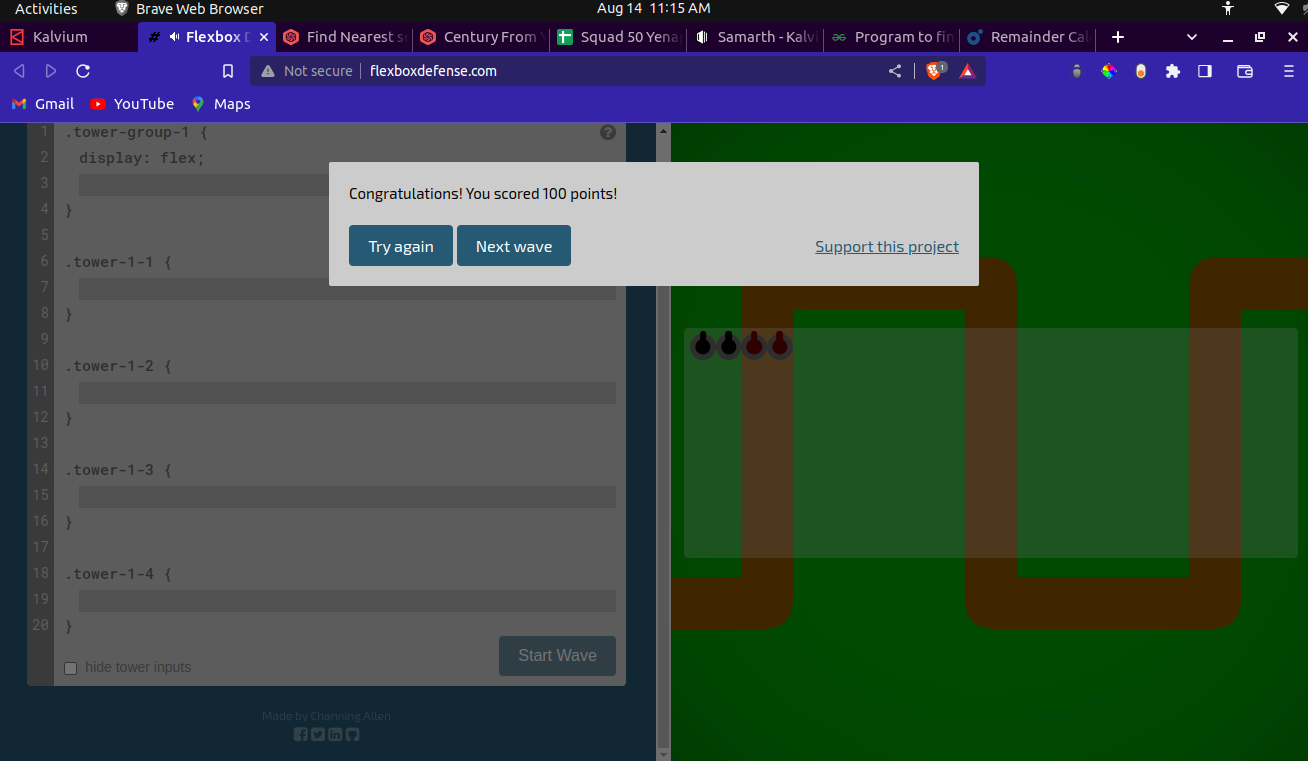 Activities Brave Web Browser Aug 14 11:15 AM
Kalvium Flexbox D Find Nearest s Century From Y Squad 50 Yena Samarth - Kalv Program to fin Remainder Cal
Not secure flexboxdefense.com 1
Gmail YouTube Maps
1 .tower-group-1 { ?
2 display: flex;
3
4 }
5
6 .tower-1-1 {
7
8 }
9
10 .tower-1-2 {
11
12 }
13
14 .tower-1-3 {
15
16 }
17
18 .tower-1-4 {
19
20 }
hide tower inputs Start Wave
Made by Channing Allen
Congratulations! You scored 100 points!
Try again Next wave Support this project